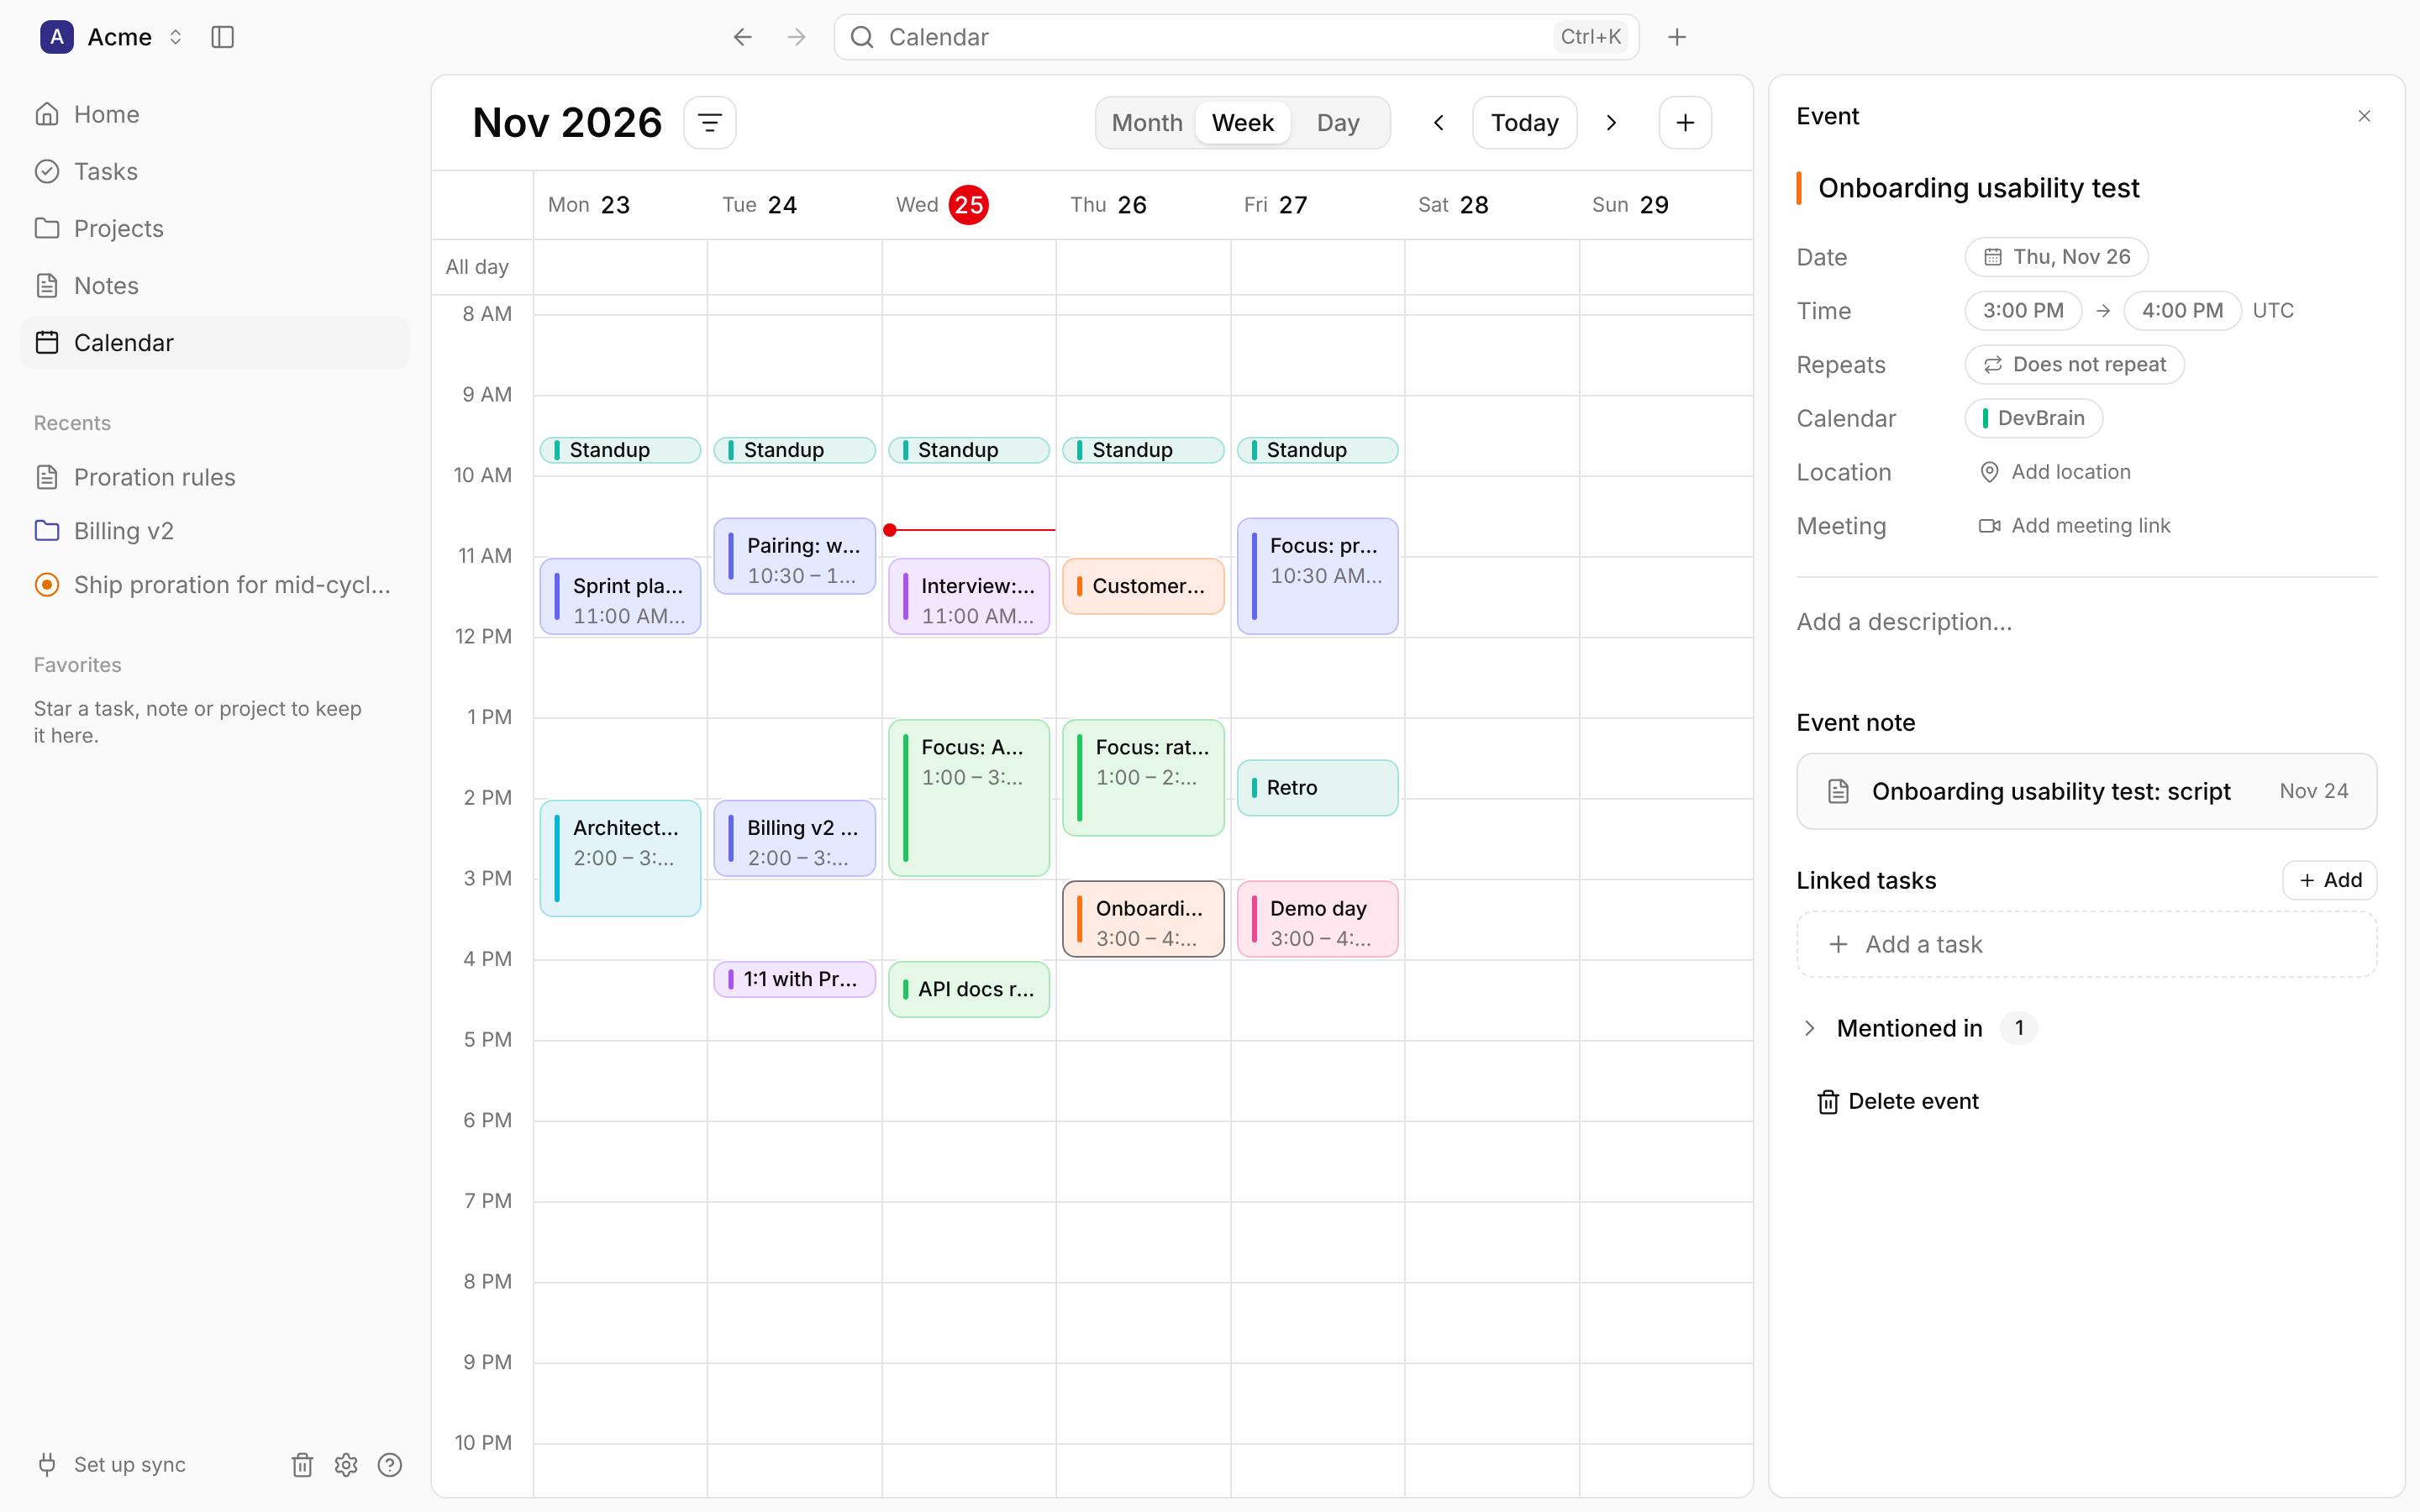 A Acme
Calendar Ctrl+K
Home
Tasks
Projects
Notes
Calendar
Recents
Proration rules
Billing v2
Ship proration for mid-cycl...
Favorites
Star a task, note or project to keep
it here.
Set up sync
Nov 2026
Month Week Day Today
Mon 23 Tue 24 Wed 25 Thu 26 Fri 27 Sat 28 Sun 29
All day
8 AM
9 AM
Standup Standup Standup Standup Standup
10 AM
Pairing: w...
10:30 – 1...
Focus: pr...
10:30 AM...
11 AM
Sprint pla...
11:00 AM...
Interview:...
11:00 AM...
Customer...
12 PM
1 PM
Focus: A...
1:00 – 3:...
Focus: rat...
1:00 – 2:...
Retro
2 PM
Architect...
2:00 – 3:...
Billing v2 ...
2:00 – 3:...
3 PM
Onboardi...
3:00 – 4:...
Demo day
3:00 – 4:...
4 PM
1:1 with Pr...
API docs r...
5 PM
6 PM
7 PM
8 PM
9 PM
10 PM
Event
Onboarding usability test
Date Thu, Nov 26
Time 3:00 PM → 4:00 PM UTC
Repeats Does not repeat
Calendar DevBrain
Location Add location
Meeting Add meeting link
Add a description...
Event note
Onboarding usability test: script Nov 24
Linked tasks + Add
+ Add a task
Mentioned in 1
Delete event